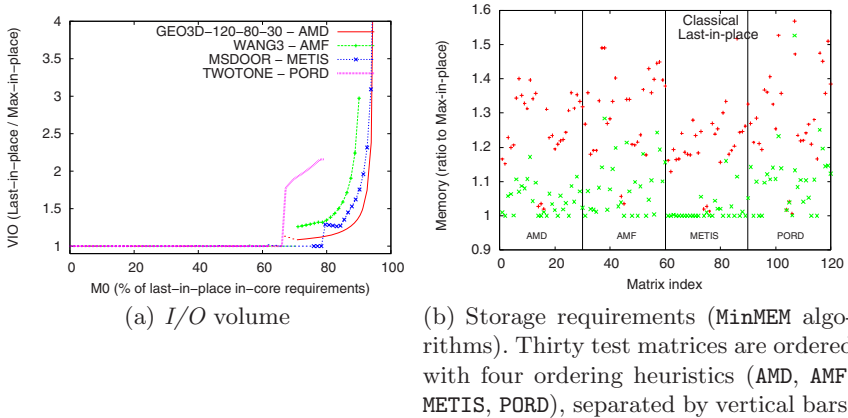 4
3.5
3
2.5
2
1.5
1
0
20
40
60
80
100
VIO (Last−in−place / Max−in−place)
M0 (% of last−in−place in−core requirements)
GEO3D−120−80−30 − AMD
WANG3 − AMF
MSDOOR − METIS
TWOTONE − PORD
(a) I/O volume
1.6
1.5
1.4
1.3
1.2
1.1
1
0.9
0
20
40
60
80
100
120
Memory (ratio to Max-in-place)
Matrix index
Classical
Last-in-place
AMD
AMF
METIS
PORD
(b) Storage requirements (MinMEM algo-
rithms). Thirty test matrices are ordered
with four ordering heuristics (AMD, AMF
METIS, PORD), separated by vertical bars